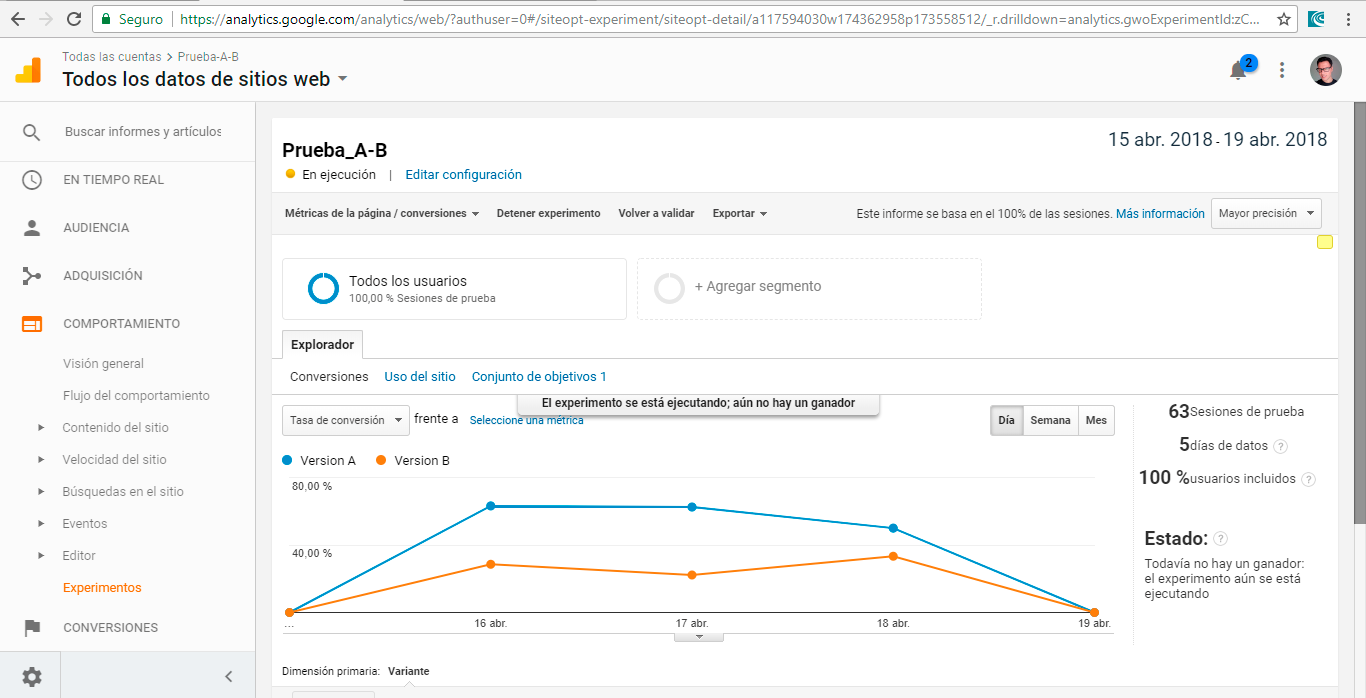 Seguro | https://analytics.google.com/analytics/web/?authuser=0#/siteopt-experiment/siteopt-detail/a117594030w174362958p173558512/_r.drilldown=analytics.gwoExperimentId:zC...
Todas las cuentas > Prueba-A-B
Todos los datos de sitios web
2
Buscar informes y artículos
EN TIEMPO REAL
AUDIENCIA
ADQUISICIÓN
COMPORTAMIENTO
Visión general
Flujo del comportamiento
Contenido del sitio
Velocidad del sitio
Búsquedas en el sitio
Eventos
Editor
Experimentos
CONVERSIONES
Prueba_A-B
15 abr. 2018 - 19 abr. 2018
En ejecución | Editar configuración
Métricas de la página / conversiones Detener experimento Volver a validar Exportar Este informe se basa en el 100% de las sesiones. Más información Mayor precisión
Todos los usuarios
100,00 % Sesiones de prueba
+ Agregar segmento
Explorador
Conversiones Uso del sitio Conjunto de objetivos 1
El experimento se está ejecutando; aún no hay un ganador
Tasa de conversión frente a Seleccione una métrica Día Semana Mes
Version A Version B
80,00 %
40,00 %
... 16 abr. 17 abr. 18 abr. 19 abr.
63 Sesiones de prueba
5 días de datos ?
100 % usuarios incluidos ?
Estado: ?
Todavía no hay un ganador:
el experimento aún se está
ejecutando
Dimensión primaria: Variante